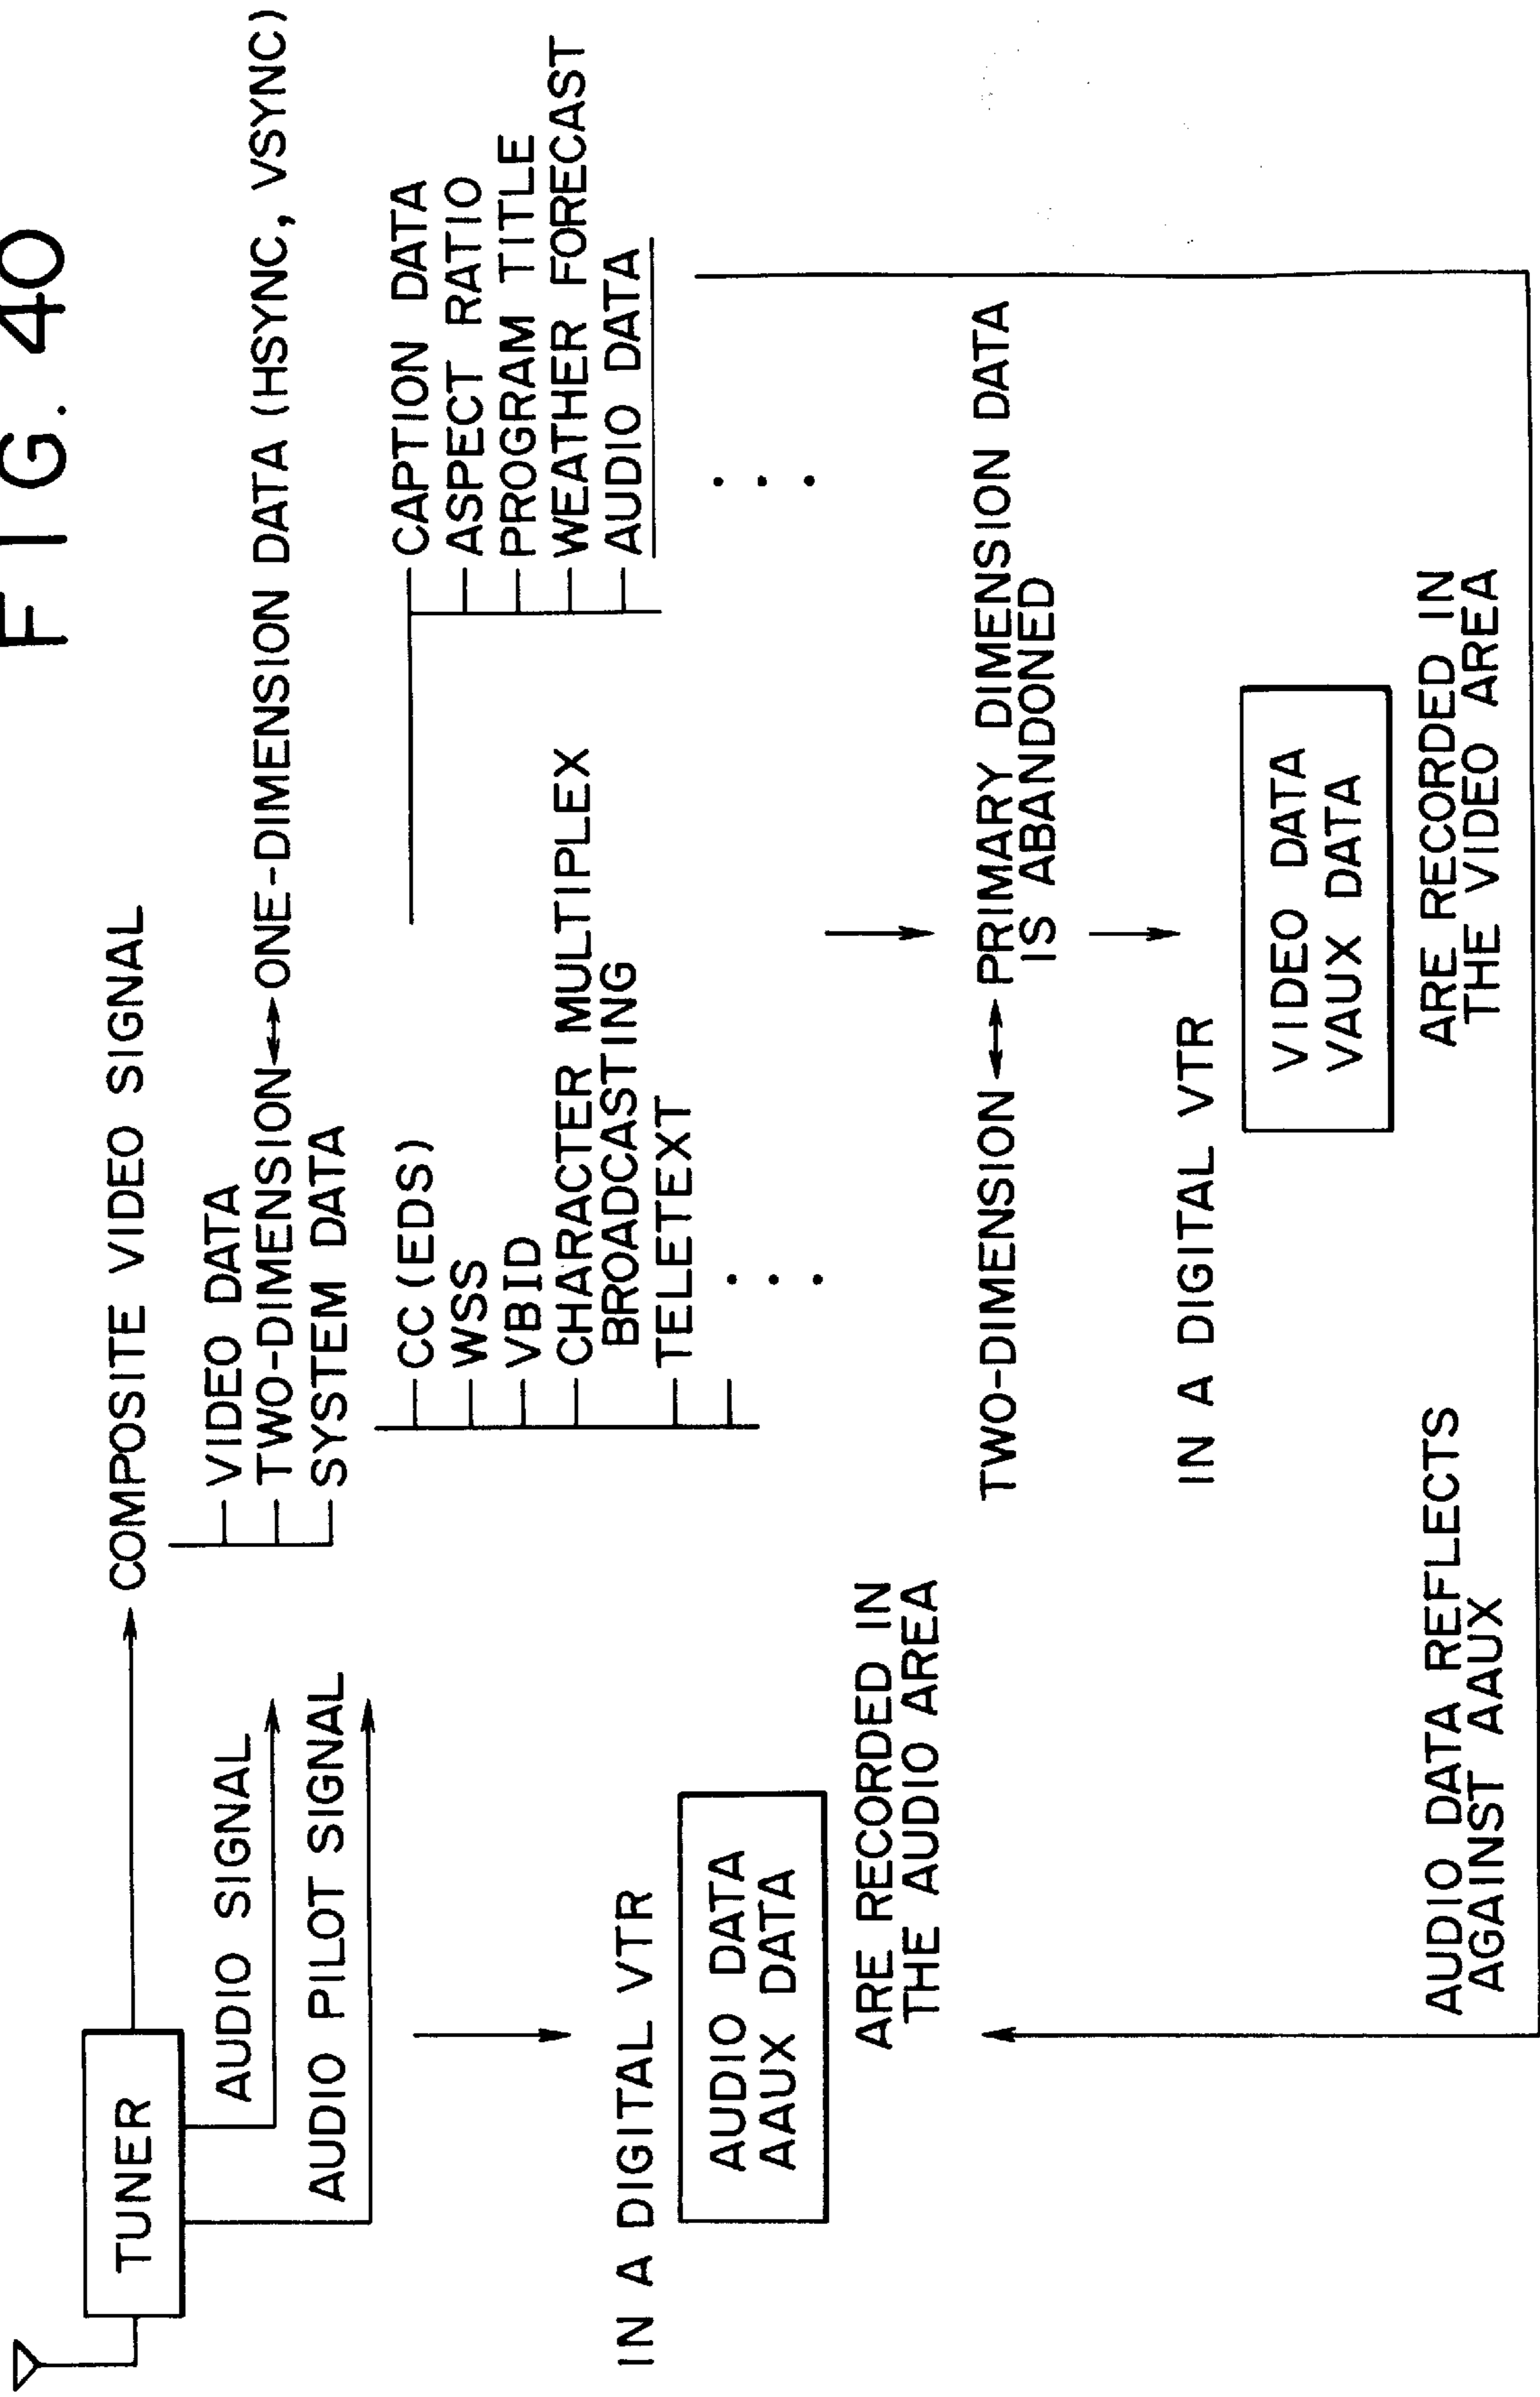 FIG. 40
TUNER
COMPOSITE VIDEO SIGNAL
AUDIO SIGNAL
AUDIO PILOT SIGNAL
VIDEO DATA
TWO-DIMENSION ↔ ONE-DIMENSION DATA (HSYNC, VSYNC)
SYSTEM DATA
CC (EDS)
WSS
VBID
CHARACTER MULTIPLEX
BROADCASTING
TELETEXT
. . .
CAPTION DATA
ASPECT RATIO
PROGRAM TITLE
WEATHER FORECAST
AUDIO DATA
. . .
IN A DIGITAL VTR
AUDIO DATA
AAUX DATA
ARE RECORDED IN
THE AUDIO AREA
TWO-DIMENSION ↔ PRIMARY DIMENSION DATA
IS ABANDONED
IN A DIGITAL VTR
VIDEO DATA
VAUX DATA
ARE RECORDED IN
THE VIDEO AREA
AUDIO DATA REFLECTS
AGAINST AAUX